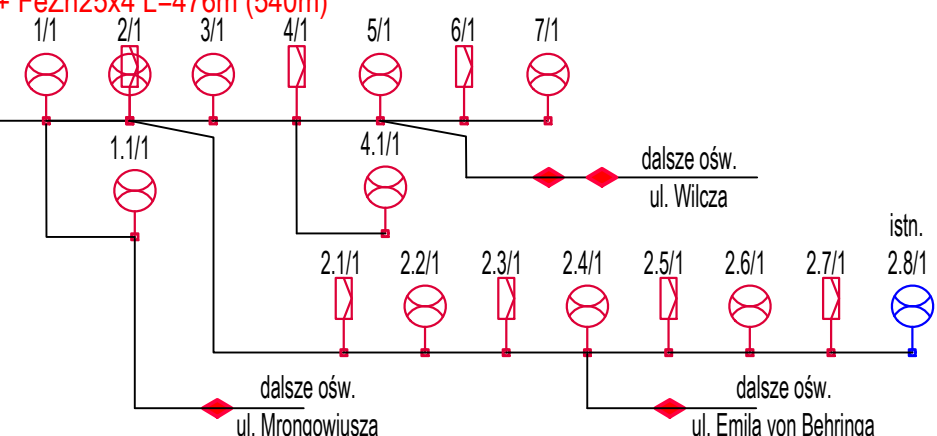 + FeZn25x4 L=476m (540m)
1/1
2/1
3/1
4/1
5/1
6/1
7/1
1.1/1
4.1/1
dalsze ośw.
ul. Wilcza
istn.
2.1/1
2.2/1
2.3/1
2.4/1
2.5/1
2.6/1
2.7/1
2.8/1
dalsze ośw.
ul. Mrongowiusza
dalsze ośw.
ul. Emila von Behringa